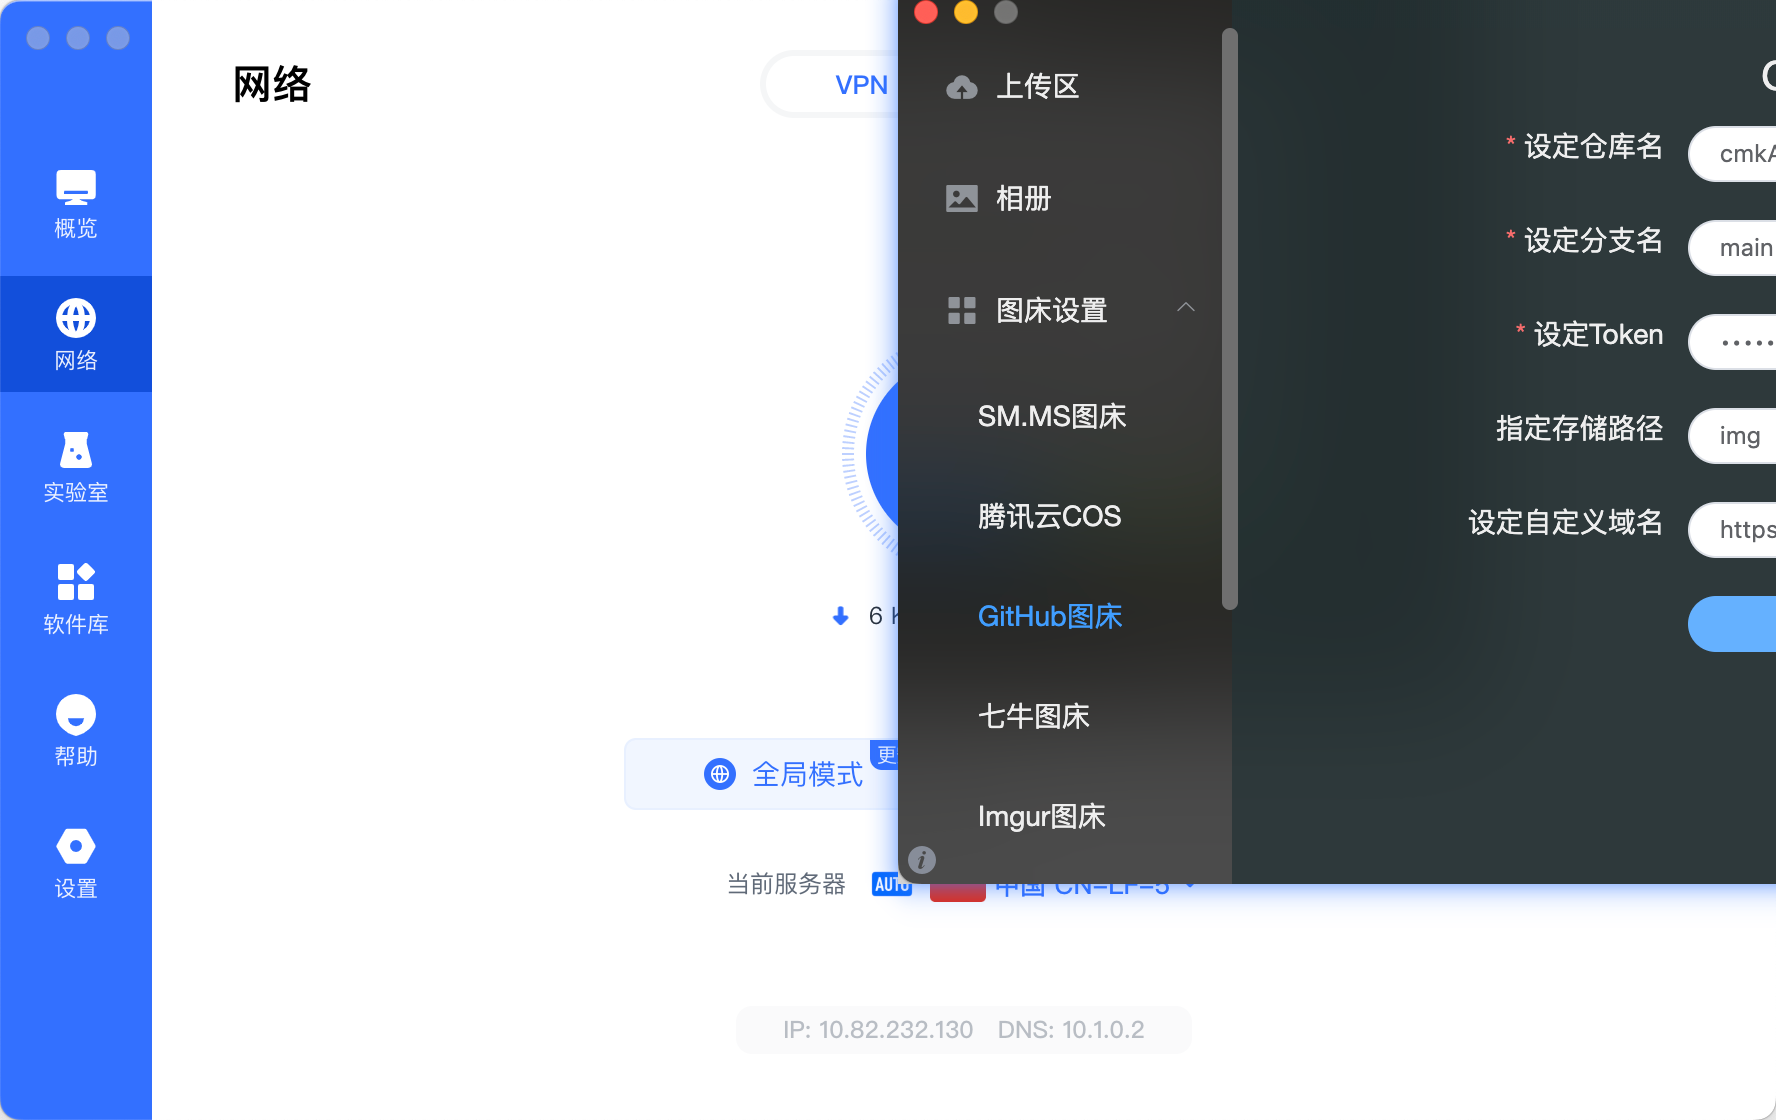 网络
VPN
概览
网络
实验室
软件库
帮助
设置
6
全局模式
更
当前服务器
AUTO
中国 CN=LF=5
IP: 10.82.232.130
DNS: 10.1.0.2
上传区
相册
图床设置
SM.MS图床
腾讯云COS
GitHub图床
七牛图床
Imgur图床
* 设定仓库名
cmkA
* 设定分支名
main
* 设定Token
指定存储路径
img
设定自定义域名
https